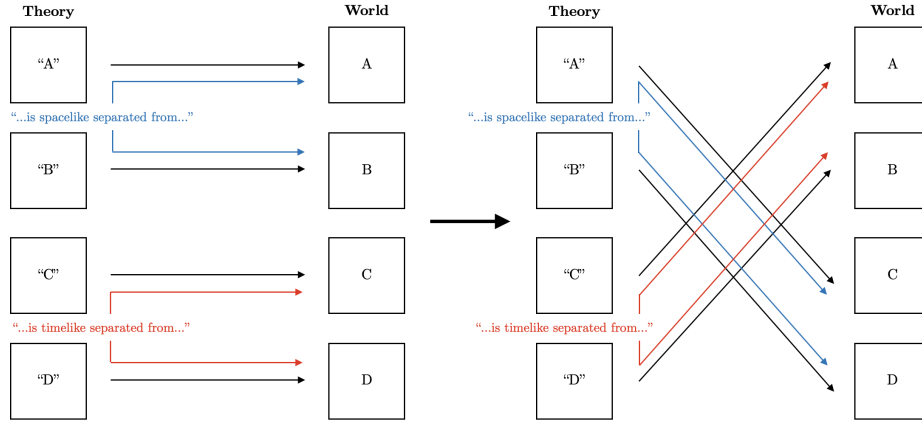 Theory World Theory World
“A” A “A” A
“...is spacelike separated from...” “...is spacelike separated from...”
“B” B “B” B
“C” C “C” C
“...is timelike separated from...” “...is timelike separated from...”
“D” D “D” D